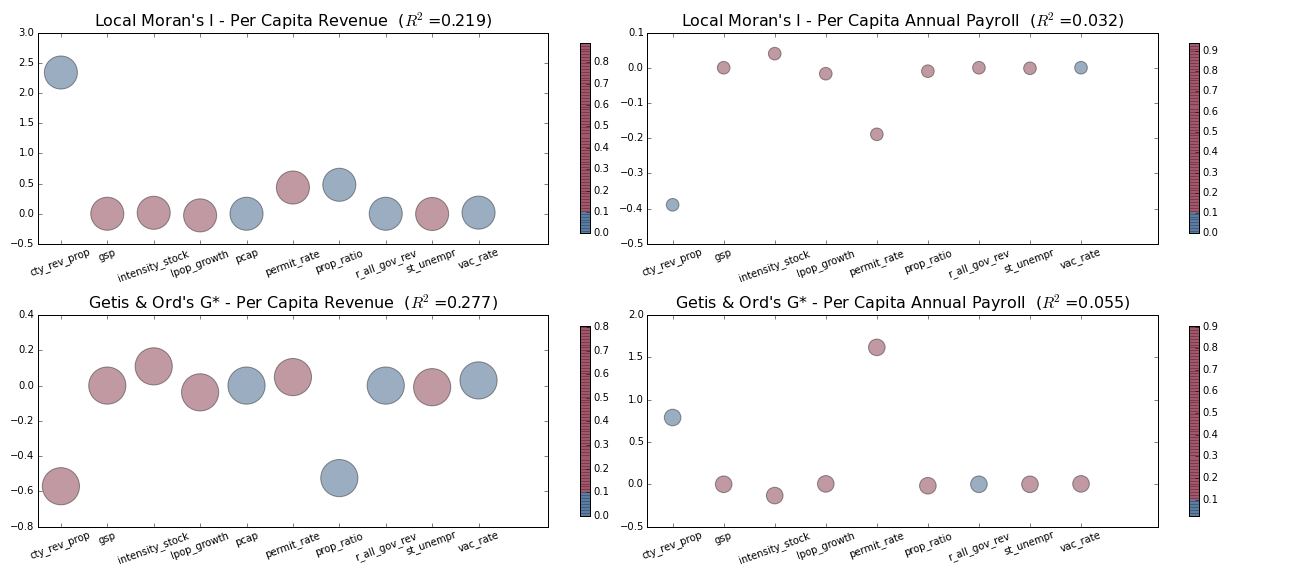 Local Moran's I - Per Capita Revenue  (R² =0.219)
3.0
2.5
2.0
1.5
1.0
0.5
0.0
−0.5
cty_rev_prop
gsp
intensity_stock
lpop_growth
pcap
permit_rate
prop_ratio
r_all_gov_rev
st_unempr
vac_rate
0.8
0.7
0.6
0.5
0.4
0.3
0.2
0.1
0.0
Local Moran's I - Per Capita Annual Payroll  (R² =0.032)
0.1
0.0
−0.1
−0.2
−0.3
−0.4
−0.5
cty_rev_prop
gsp
intensity_stock
lpop_growth
permit_rate
prop_ratio
r_all_gov_rev
st_unempr
vac_rate
0.9
0.8
0.7
0.6
0.5
0.4
0.3
0.2
0.1
0.0
Getis & Ord's G* - Per Capita Revenue  (R² =0.277)
0.4
0.2
0.0
−0.2
−0.4
−0.6
−0.8
cty_rev_prop
gsp
intensity_stock
lpop_growth
pcap
permit_rate
prop_ratio
r_all_gov_rev
st_unempr
vac_rate
0.8
0.7
0.6
0.5
0.4
0.3
0.2
0.1
0.0
Getis & Ord's G* - Per Capita Annual Payroll  (R² =0.055)
2.0
1.5
1.0
0.5
0.0
−0.5
cty_rev_prop
gsp
intensity_stock
lpop_growth
permit_rate
prop_ratio
r_all_gov_rev
st_unempr
vac_rate
0.9
0.8
0.7
0.6
0.5
0.4
0.3
0.2
0.1